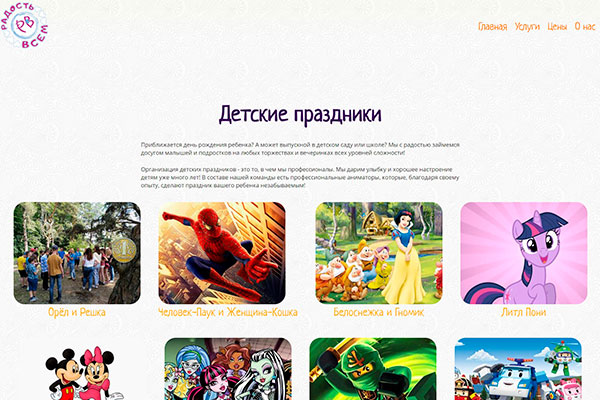 РАДОСТЬ
РВ
ВСЕМ
Главная Услуги Цены О нас
Детские праздники
Приближается день рождения ребенка? А может выпускной в детском саду или школе? Мы с радостью займемся
досугом малышей и подростков на любых торжествах и вечеринках всех уровней сложности!
Организация детских праздников - это то, в чем мы профессионалы. Мы дарим улыбку и хорошее настроение
детям уже много лет! В составе нашей команды есть профессиональные аниматоры, которые, благодаря своему
опыту, сделают праздник вашего ребенка незабываемым!
Орёл и Решка
Человек-Паук и Женщина-Кошка
Белоснежка и Гномик
Литл Пони